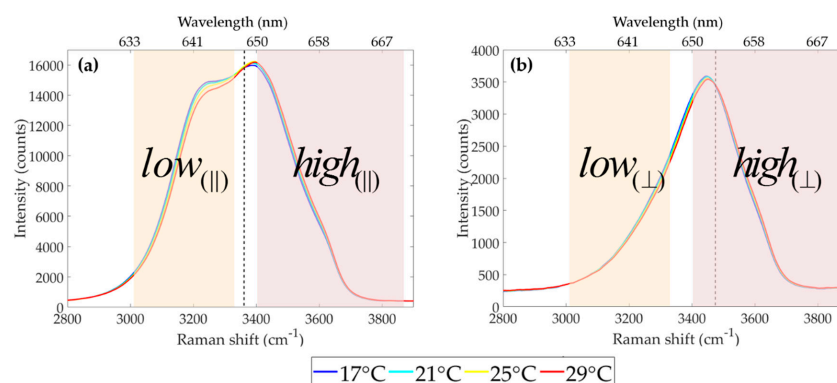 Wavelength (nm)
633 641 650 658 667
(a)
Intensity (counts)
16000
14000
12000
10000
8000
6000
4000
2000
0
low(||)
high(||)
2800 3000 3200 3400 3600 3800
Raman shift (cm-1)
Wavelength (nm)
633 641 650 658 667
(b)
Intensity (counts)
4000
3500
3000
2500
2000
1500
1000
500
0
low(⊥)
high(⊥)
2800 3000 3200 3400 3600 3800
Raman shift (cm-1)
17°C 21°C 25°C 29°C